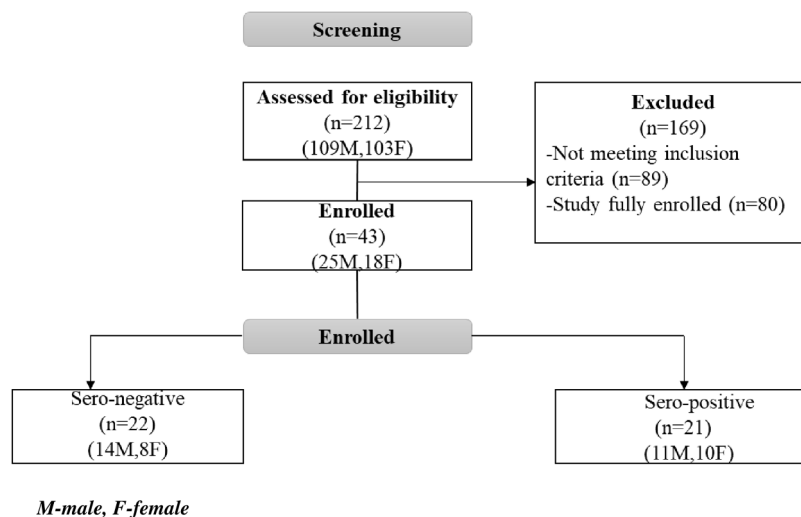 Screening
Assessed for eligibility
(n=212)
(109M,103F)
Excluded
(n=169)
-Not meeting inclusion
criteria (n=89)
-Study fully enrolled (n=80)
Enrolled
(n=43)
(25M,18F)
Enrolled
Sero-negative
(n=22)
(14M,8F)
Sero-positive
(n=21)
(11M,10F)
M-male, F-female